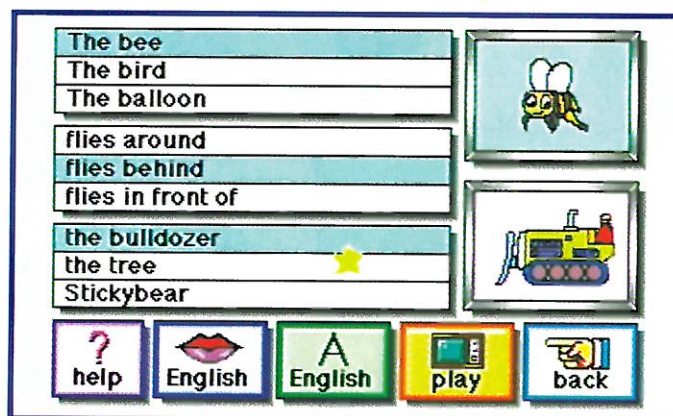 The bee
The bird
The balloon
flies around
flies behind
flies in front of
the bulldozer
the tree
Stickybear
?
help
English
A
English
play
back